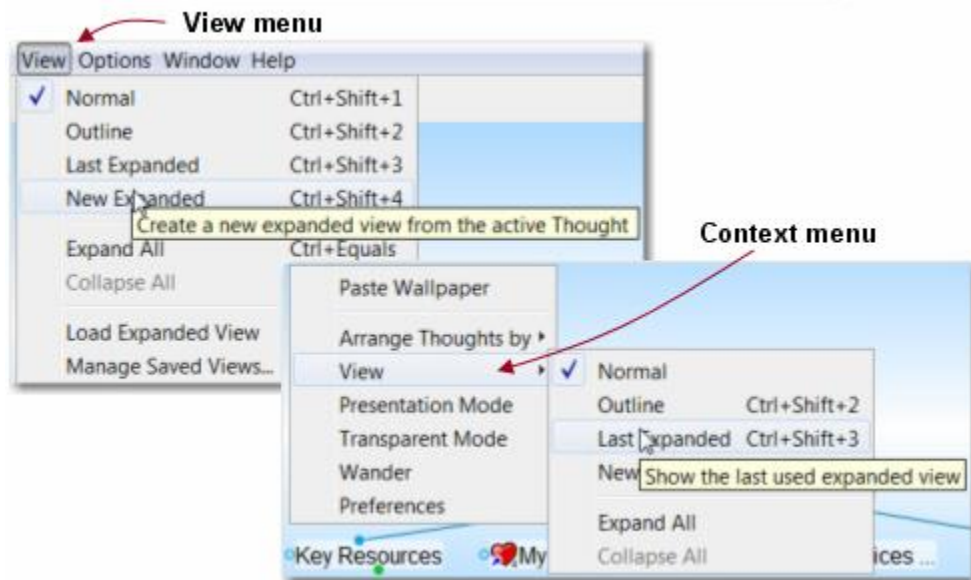 View menu
View Options Window Help
Normal Ctrl+Shift+1
Outline Ctrl+Shift+2
Last Expanded Ctrl+Shift+3
New Expanded Ctrl+Shift+4
Create a new expanded view from the active Thought
Expand All Ctrl+Equals
Collapse All
Load Expanded View
Manage Saved Views...
Context menu
Paste Wallpaper
Arrange Thoughts by
View
Presentation Mode
Transparent Mode
Wander
Preferences
Normal
Outline Ctrl+Shift+2
Last Expanded Ctrl+Shift+3
New
Show the last used expanded view
Expand All
Collapse All
Key Resources My ices ...